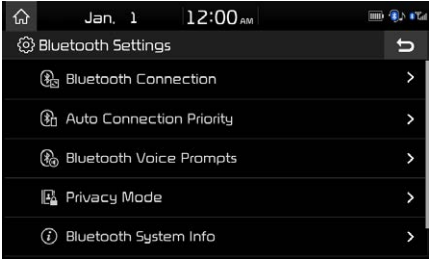 Jan. 1 12:00 AM
Bluetooth Settings
Bluetooth Connection
Auto Connection Priority
Bluetooth Voice Prompts
Privacy Mode
Bluetooth System Info